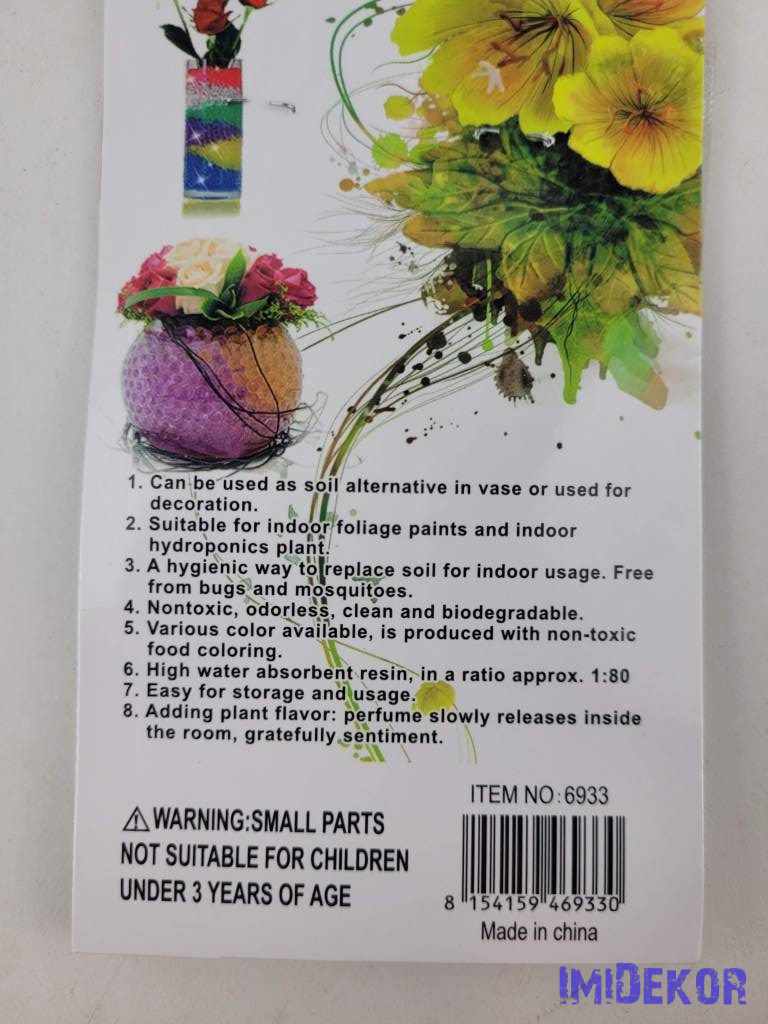 1. Can be used as soil alternative in vase or used for
decoration.
2. Suitable for indoor foliage paints and indoor
hydroponics plant.
3. A hygienic way to replace soil for indoor usage. Free
from bugs and mosquitoes.
4. Nontoxic, odorless, clean and biodegradable.
5. Various color available, is produced with non-toxic
food coloring.
6. High water absorbent resin, in a ratio approx. 1:80
7. Easy for storage and usage.
8. Adding plant flavor: perfume slowly releases inside
the room, gratefully sentiment.
⚠WARNING:SMALL PARTS
NOT SUITABLE FOR CHILDREN
UNDER 3 YEARS OF AGE
ITEM NO:6933
8 154159 469330
Made in china
IMIDEKOR